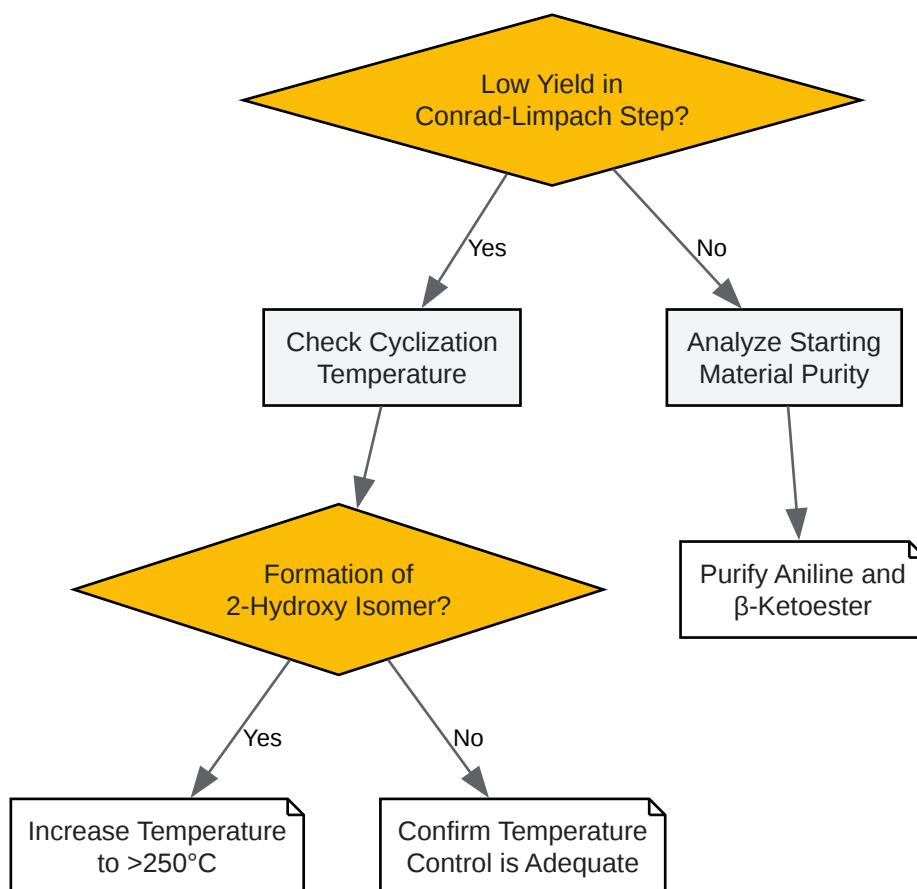 Low Yield in
Conrad-Limpach Step?
Yes
No
Check Cyclization
Temperature
Analyze Starting
Material Purity
Formation of
2-Hydroxy Isomer?
Purify Aniline and
β-Ketoester
Yes
No
Increase Temperature
to >250°C
Confirm Temperature
Control is Adequate